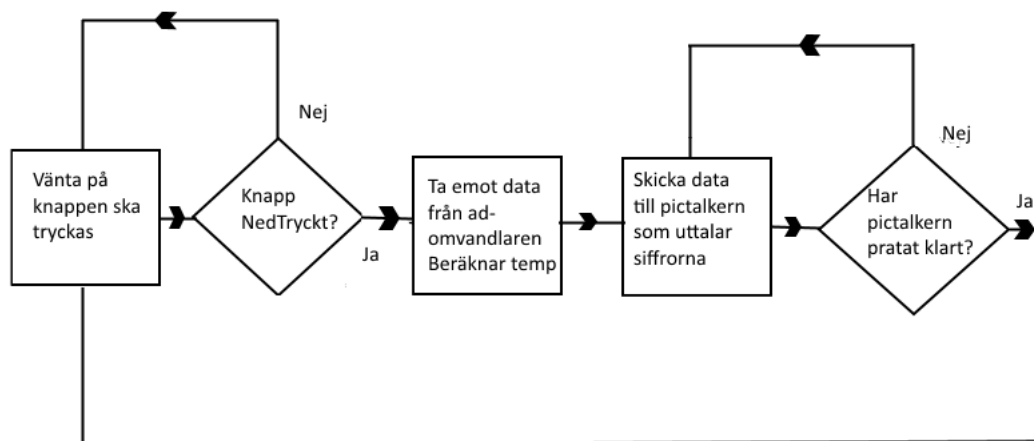 Vänta på
knappen ska
tryckas
Knapp
NedTryckt?
Nej
Ja
Ta emot data
från ad-
omvandlaren
Beräknar temp
Skicka data
till pictalkern
som uttalar
siffrorna
Har
pictalkern
pratat klart?
Nej
Ja